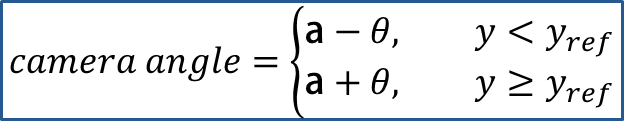 camera angle = { a − θ, y < y_ref
a + θ, y ≥ y_ref